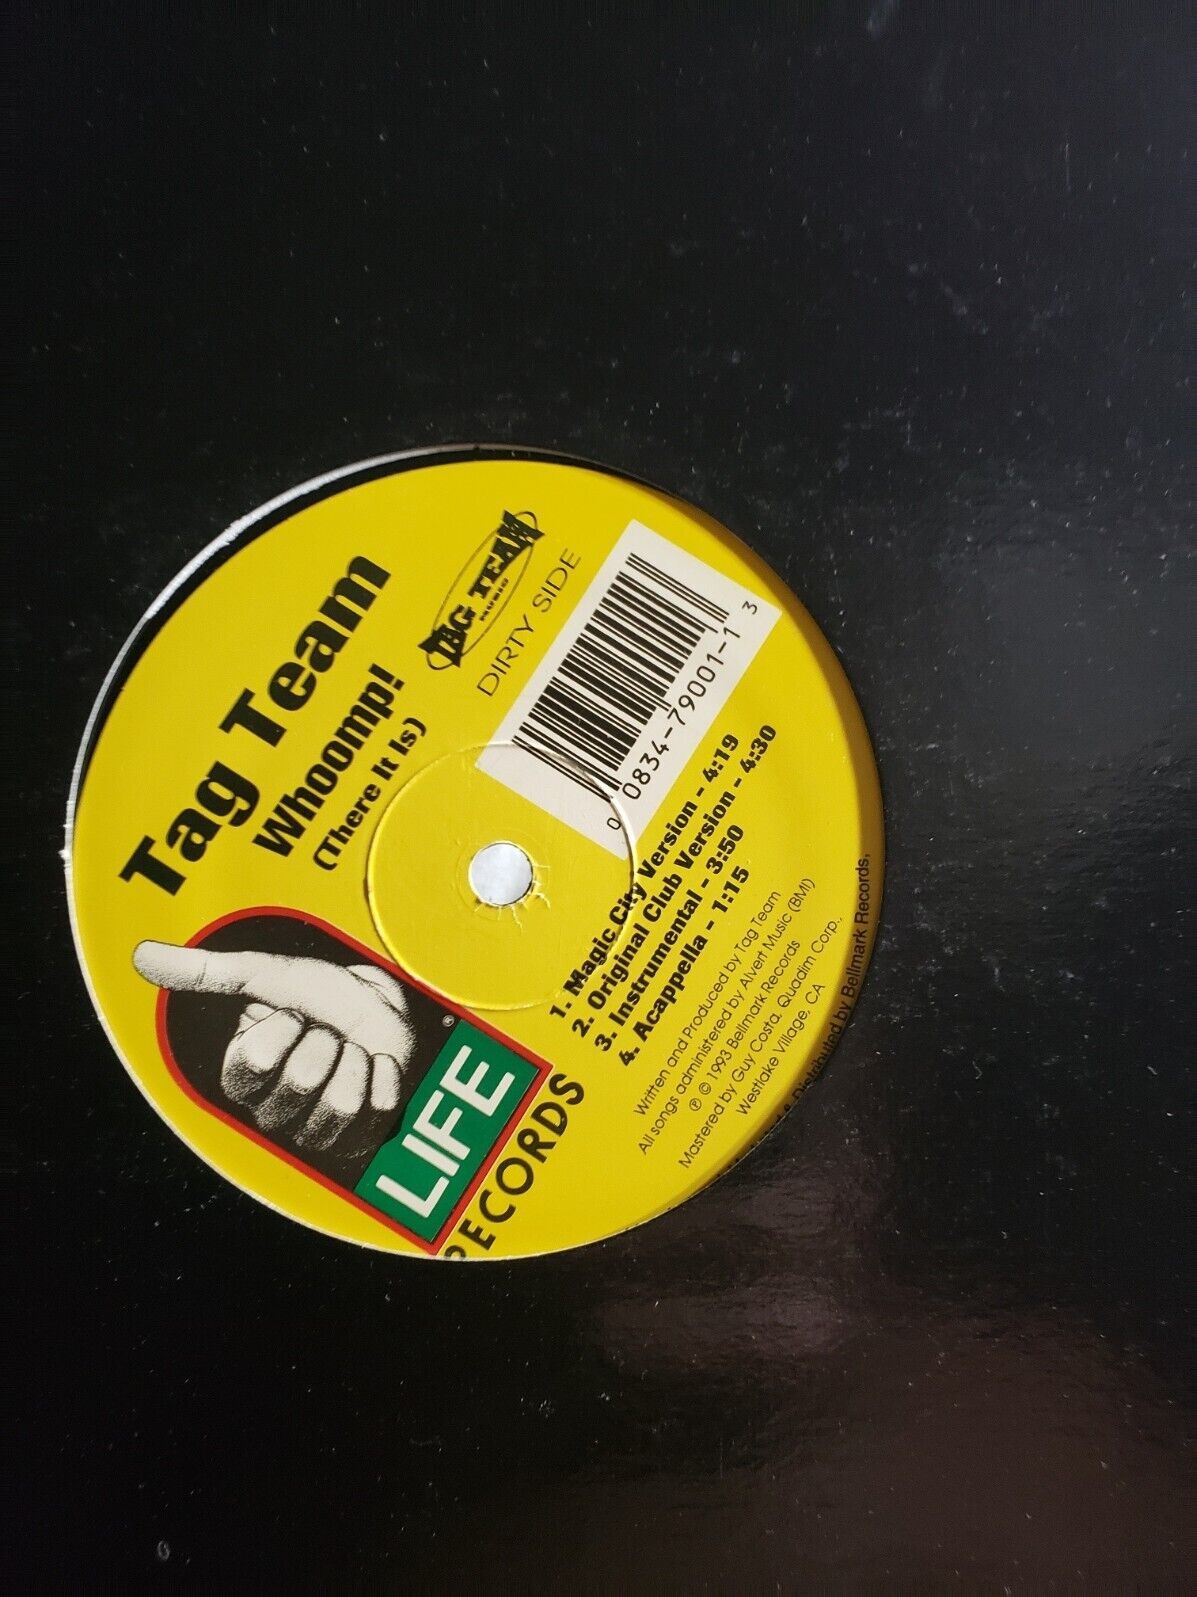 Tag Team
Whoomp!
(There It Is)
TAG TEAM
MUSIC
DIRTY SIDE
0 0834-79001-1 3
1. Magic City Version - 4:19
2. Original Club Version - 4:30
3. Instrumental - 3:50
4. Acappella - 1:15
Written and Produced by Tag Team
All songs administered by Alvert Music (BMI)
℗ © 1993 Bellmark Records
Mastered by Guy Costa, Quadim Corp.,
Westlake Village, CA
& Distributed by Bellmark Records,
LIFE ®
RECORDS